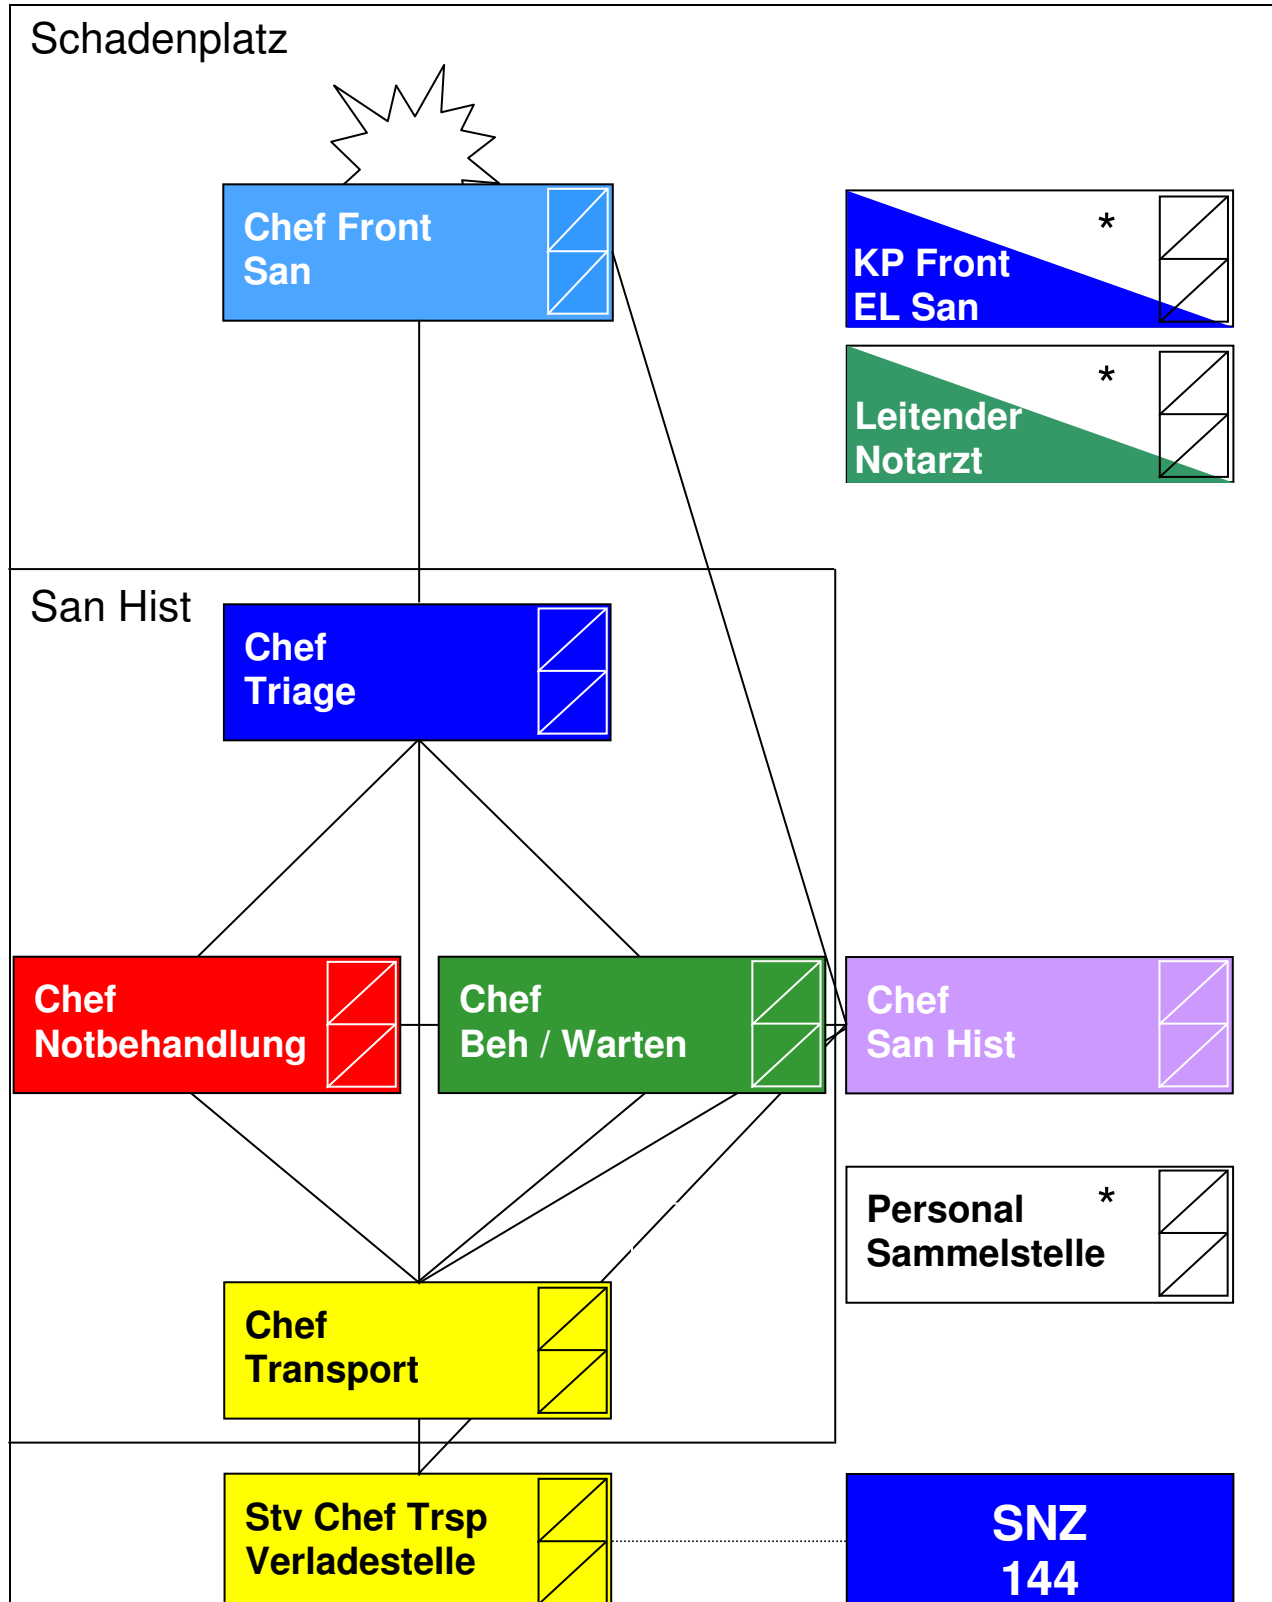 Schadenplatz
Chef Front
San
*
KP Front
EL San
*
Leitender
Notarzt
San Hist
Chef
Triage
Chef
Notbehandlung
Chef
Beh / Warten
Chef
San Hist
Personal *
Sammelstelle
Chef
Transport
Stv Chef Trsp
Verladestelle
SNZ
144